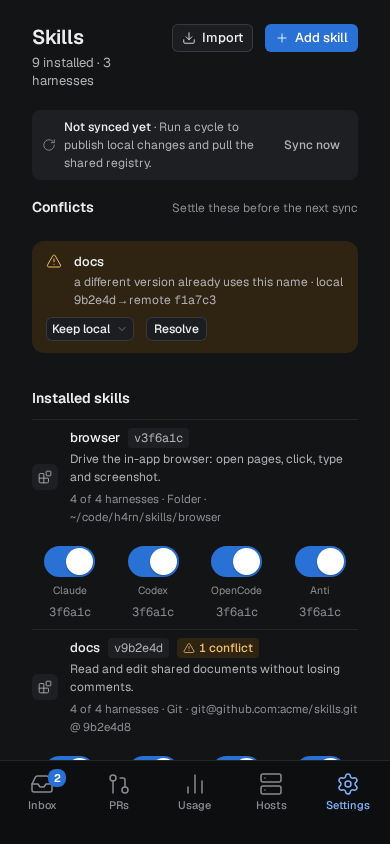 Skills
Import
Add skill
9 installed · 3
harnesses
Not synced yet · Run a cycle to
publish local changes and pull the
shared registry.
Sync now
Conflicts
Settle these before the next sync
docs
a different version already uses this name · local
9b2e4d → remote f1a7c3
Keep local
Resolve
Installed skills
browser v3f6a1c
Drive the in-app browser: open pages, click, type
and screenshot.
4 of 4 harnesses · Folder ·
~/code/h4rn/skills/browser
Claude Codex OpenCode Anti
3f6a1c 3f6a1c 3f6a1c 3f6a1c
docs v9b2e4d 1 conflict
Read and edit shared documents without losing
comments.
4 of 4 harnesses · Git · git@github.com:acme/skills.git
@ 9b2e4d8
2
Inbox PRs Usage Hosts Settings